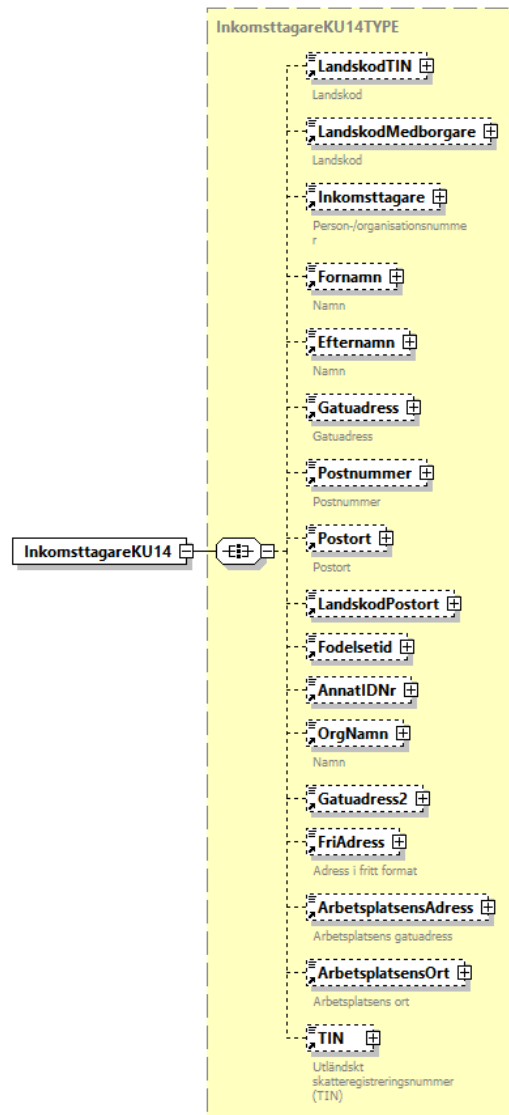 InkomsttagareKU14TYPE
LandskodTIN
Landskod
LandskodMedborgare
Landskod
Inkomsttagare
Person-/organisationsnumme
r
Fornamn
Namn
Efternamn
Namn
Gatuadress
Gatuadress
Postnummer
Postnummer
InkomsttagareKU14
Postort
Postort
LandskodPostort
Fodelsetid
AnnatIDNr
OrgNamn
Namn
Gatuadress2
FriAdress
Adress i fritt format
ArbetsplatsensAdress
Arbetsplatsens gatuadress
ArbetsplatsensOrt
Arbetsplatsens ort
TIN
Utländskt
skatteregistreringsnummer
(TIN)